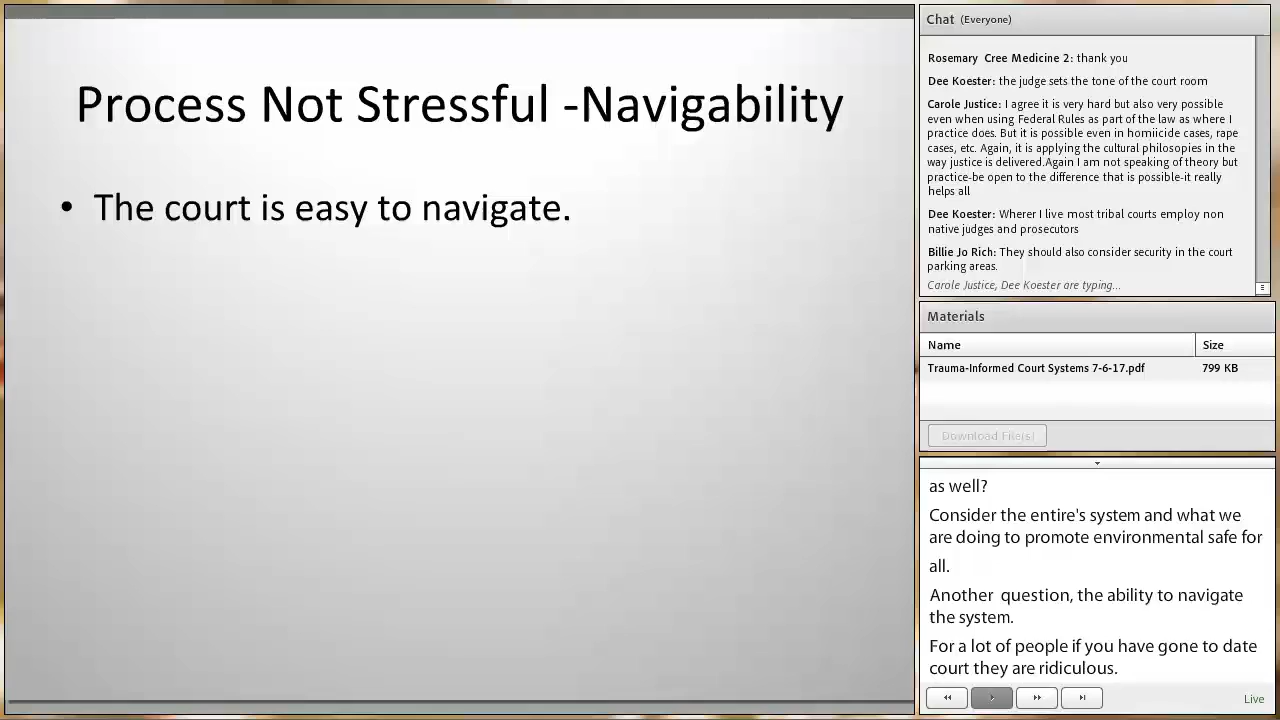 Process Not Stressful -Navigability
• The court is easy to navigate.
Chat (Everyone)
Rosemary Cree Medicine 2: thank you
Dee Koester: the judge sets the tone of the court room
Carole Justice: I agree it is very hard but also very possible
even when using Federal Rules as part of the law as where I
practice does. But it is possible even in homiicide cases, rape
cases, etc. Again, it is applying the cultural philosopies in the
way justice is delivered.Again I am not speaking of theory but
practice-be open to the difference that is possible-it really
helps all
Dee Koester: Wherer I live most tribal courts employ non
native judges and prosecutors
Billie Jo Rich: They should also consider security in the court
parking areas.
Carole Justice, Dee Koester are typing...
Materials
Name Size
Trauma-Informed Court Systems 7-6-17.pdf 799 KB
Download File(s)
as well?
Consider the entire's system and what we
are doing to promote environmental safe for
all.
Another question, the ability to navigate
the system.
For a lot of people if you have gone to date
court they are ridiculous.
Live